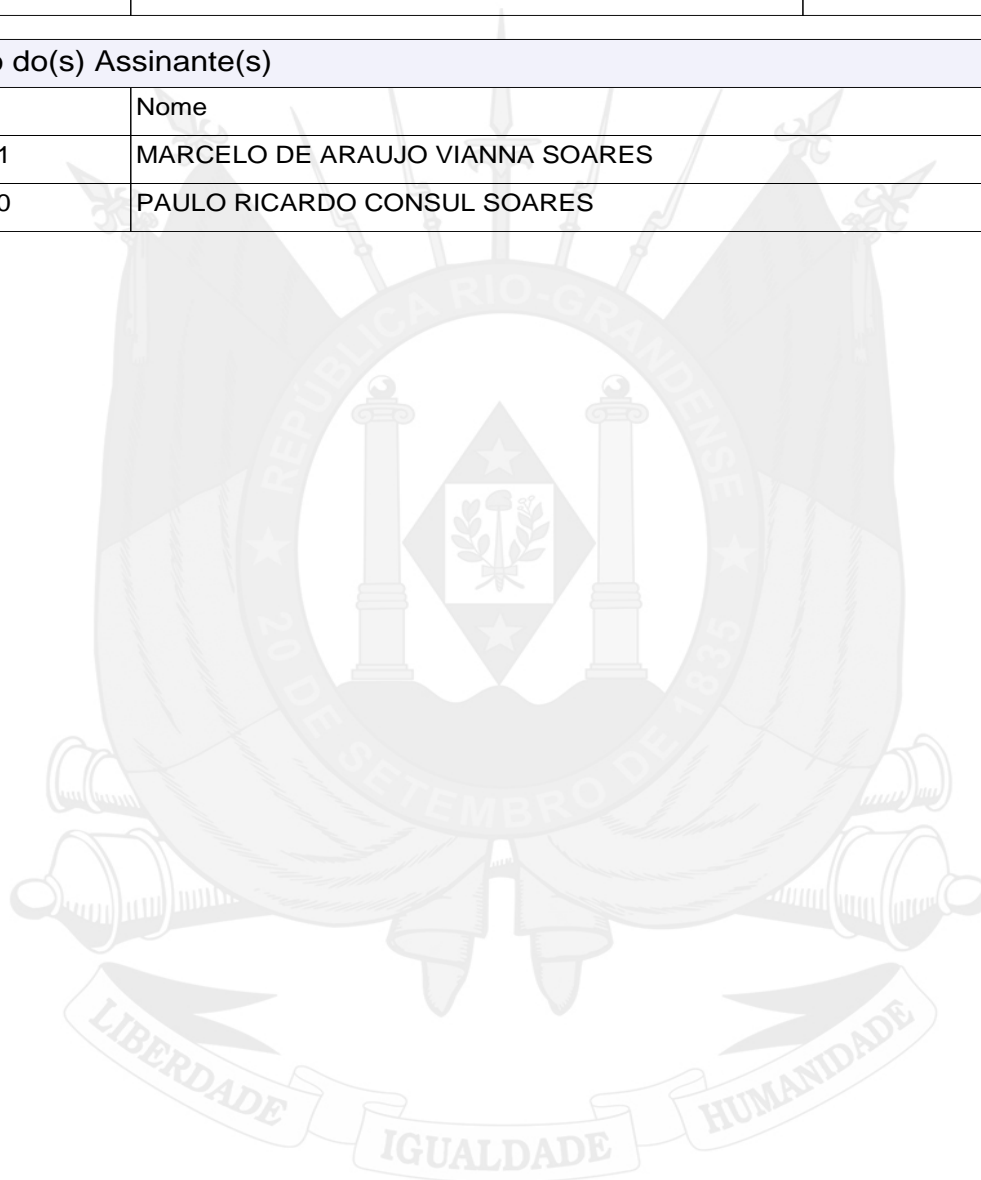 o do(s) Assinante(s)
Nome
1 MARCELO DE ARAUJO VIANNA SOARES
0 PAULO RICARDO CONSUL SOARES
REPÚBLICA RIO-GRANDENSE
20 DE SETEMBRO DE 1835
LIBERDADE IGUALDADE HUMANIDADE